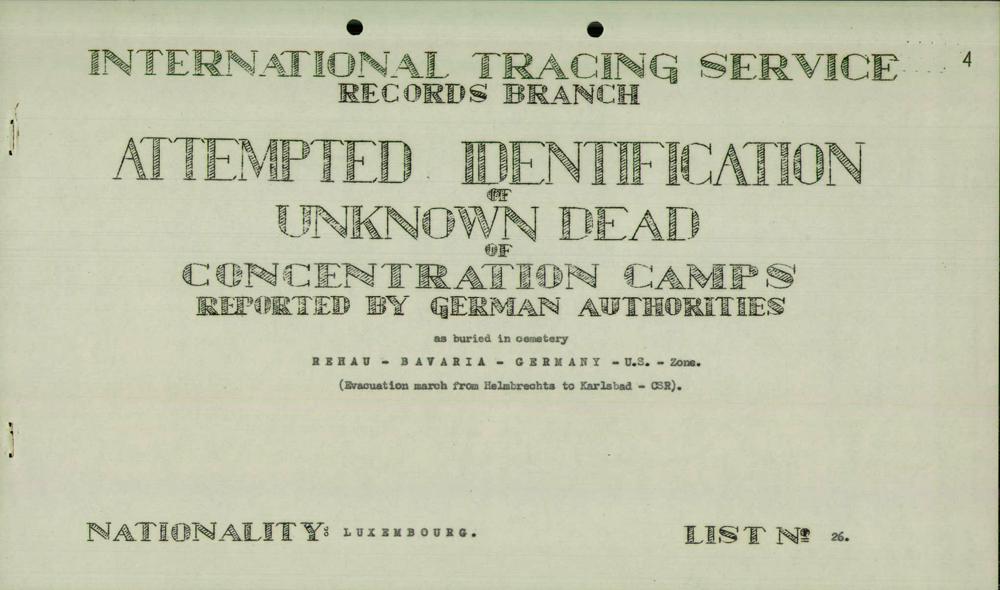 INTERNATIONAL TRACING SERVICE
4
RECORDS BRANCH
ATTEMPTED IDENTIFICATION
OF
UNKNOWN DEAD
OF
CONCENTRATION CAMPS
REPORTED BY GERMAN AUTHORITIES
as buried in cemetery
REHAU - BAVARIA - GERMANY - U.S. - Zone.
(Evacuation march from Helmbrechts to Karlsbad - CSR).
NATIONALITY: LUXEMBOURG.
LIST Nº 26.